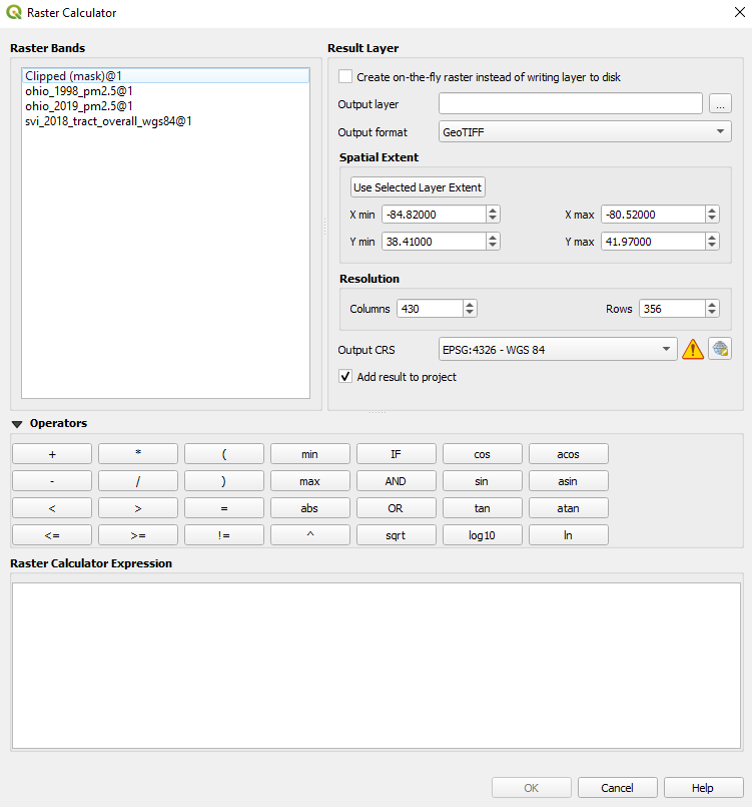 Raster Calculator
Raster Bands
Clipped (mask)@1
ohio_1998_pm2.5@1
ohio_2019_pm2.5@1
svi_2018_tract_overall_wgs84@1
Result Layer
Create on-the-fly raster instead of writing layer to disk
Output layer ...
Output format GeoTIFF
Spatial Extent
Use Selected Layer Extent
X min -84.82000 X max -80.52000
Y min 38.41000 Y max 41.97000
Resolution
Columns 430 Rows 356
Output CRS EPSG:4326 - WGS 84
Add result to project
Operators
+ * ( min IF cos acos
- / ) max AND sin asin
< > = abs OR tan atan
<= >= != ^ sqrt log10 ln
Raster Calculator Expression
OK Cancel Help